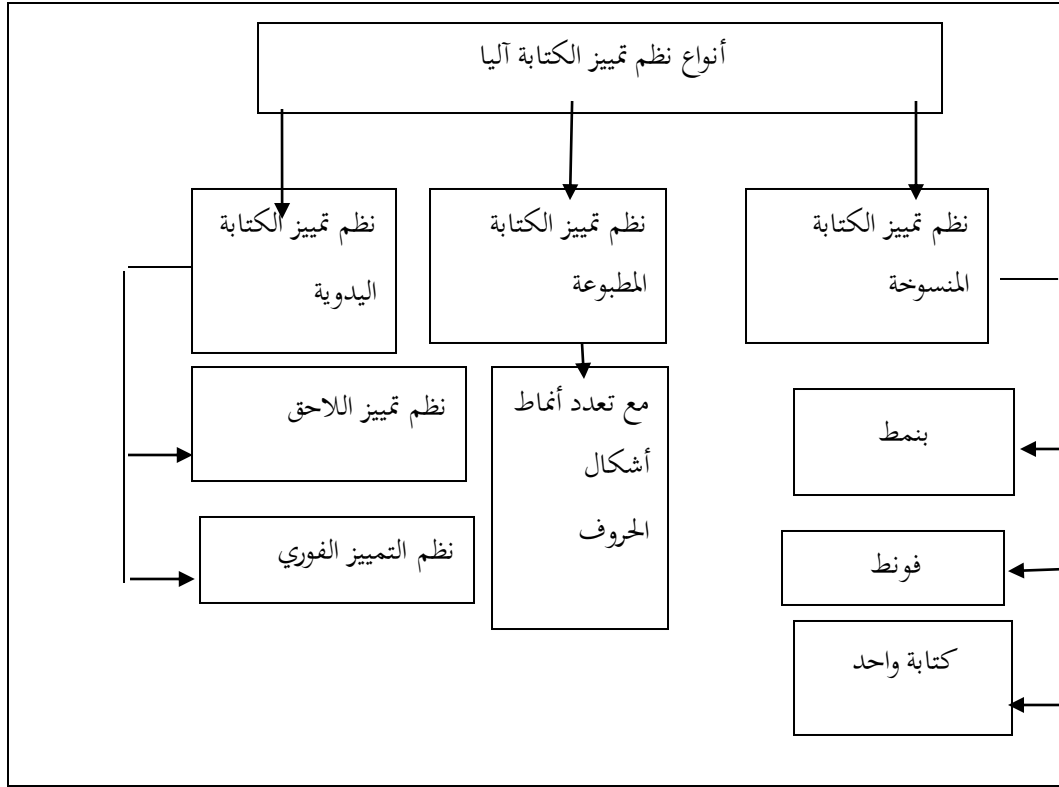 أنواع نظم تمييز الكتابة آليا
نظم تمييز الكتابة
المنسوخة
نظم تمييز الكتابة
المطبوعة
نظم تمييز الكتابة
اليدوية
بنمط
فونط
كتابة واحد
مع تعدد أنماط
أشكال
الحروف
نظم تمييز اللاحق
نظم التمييز الفوري